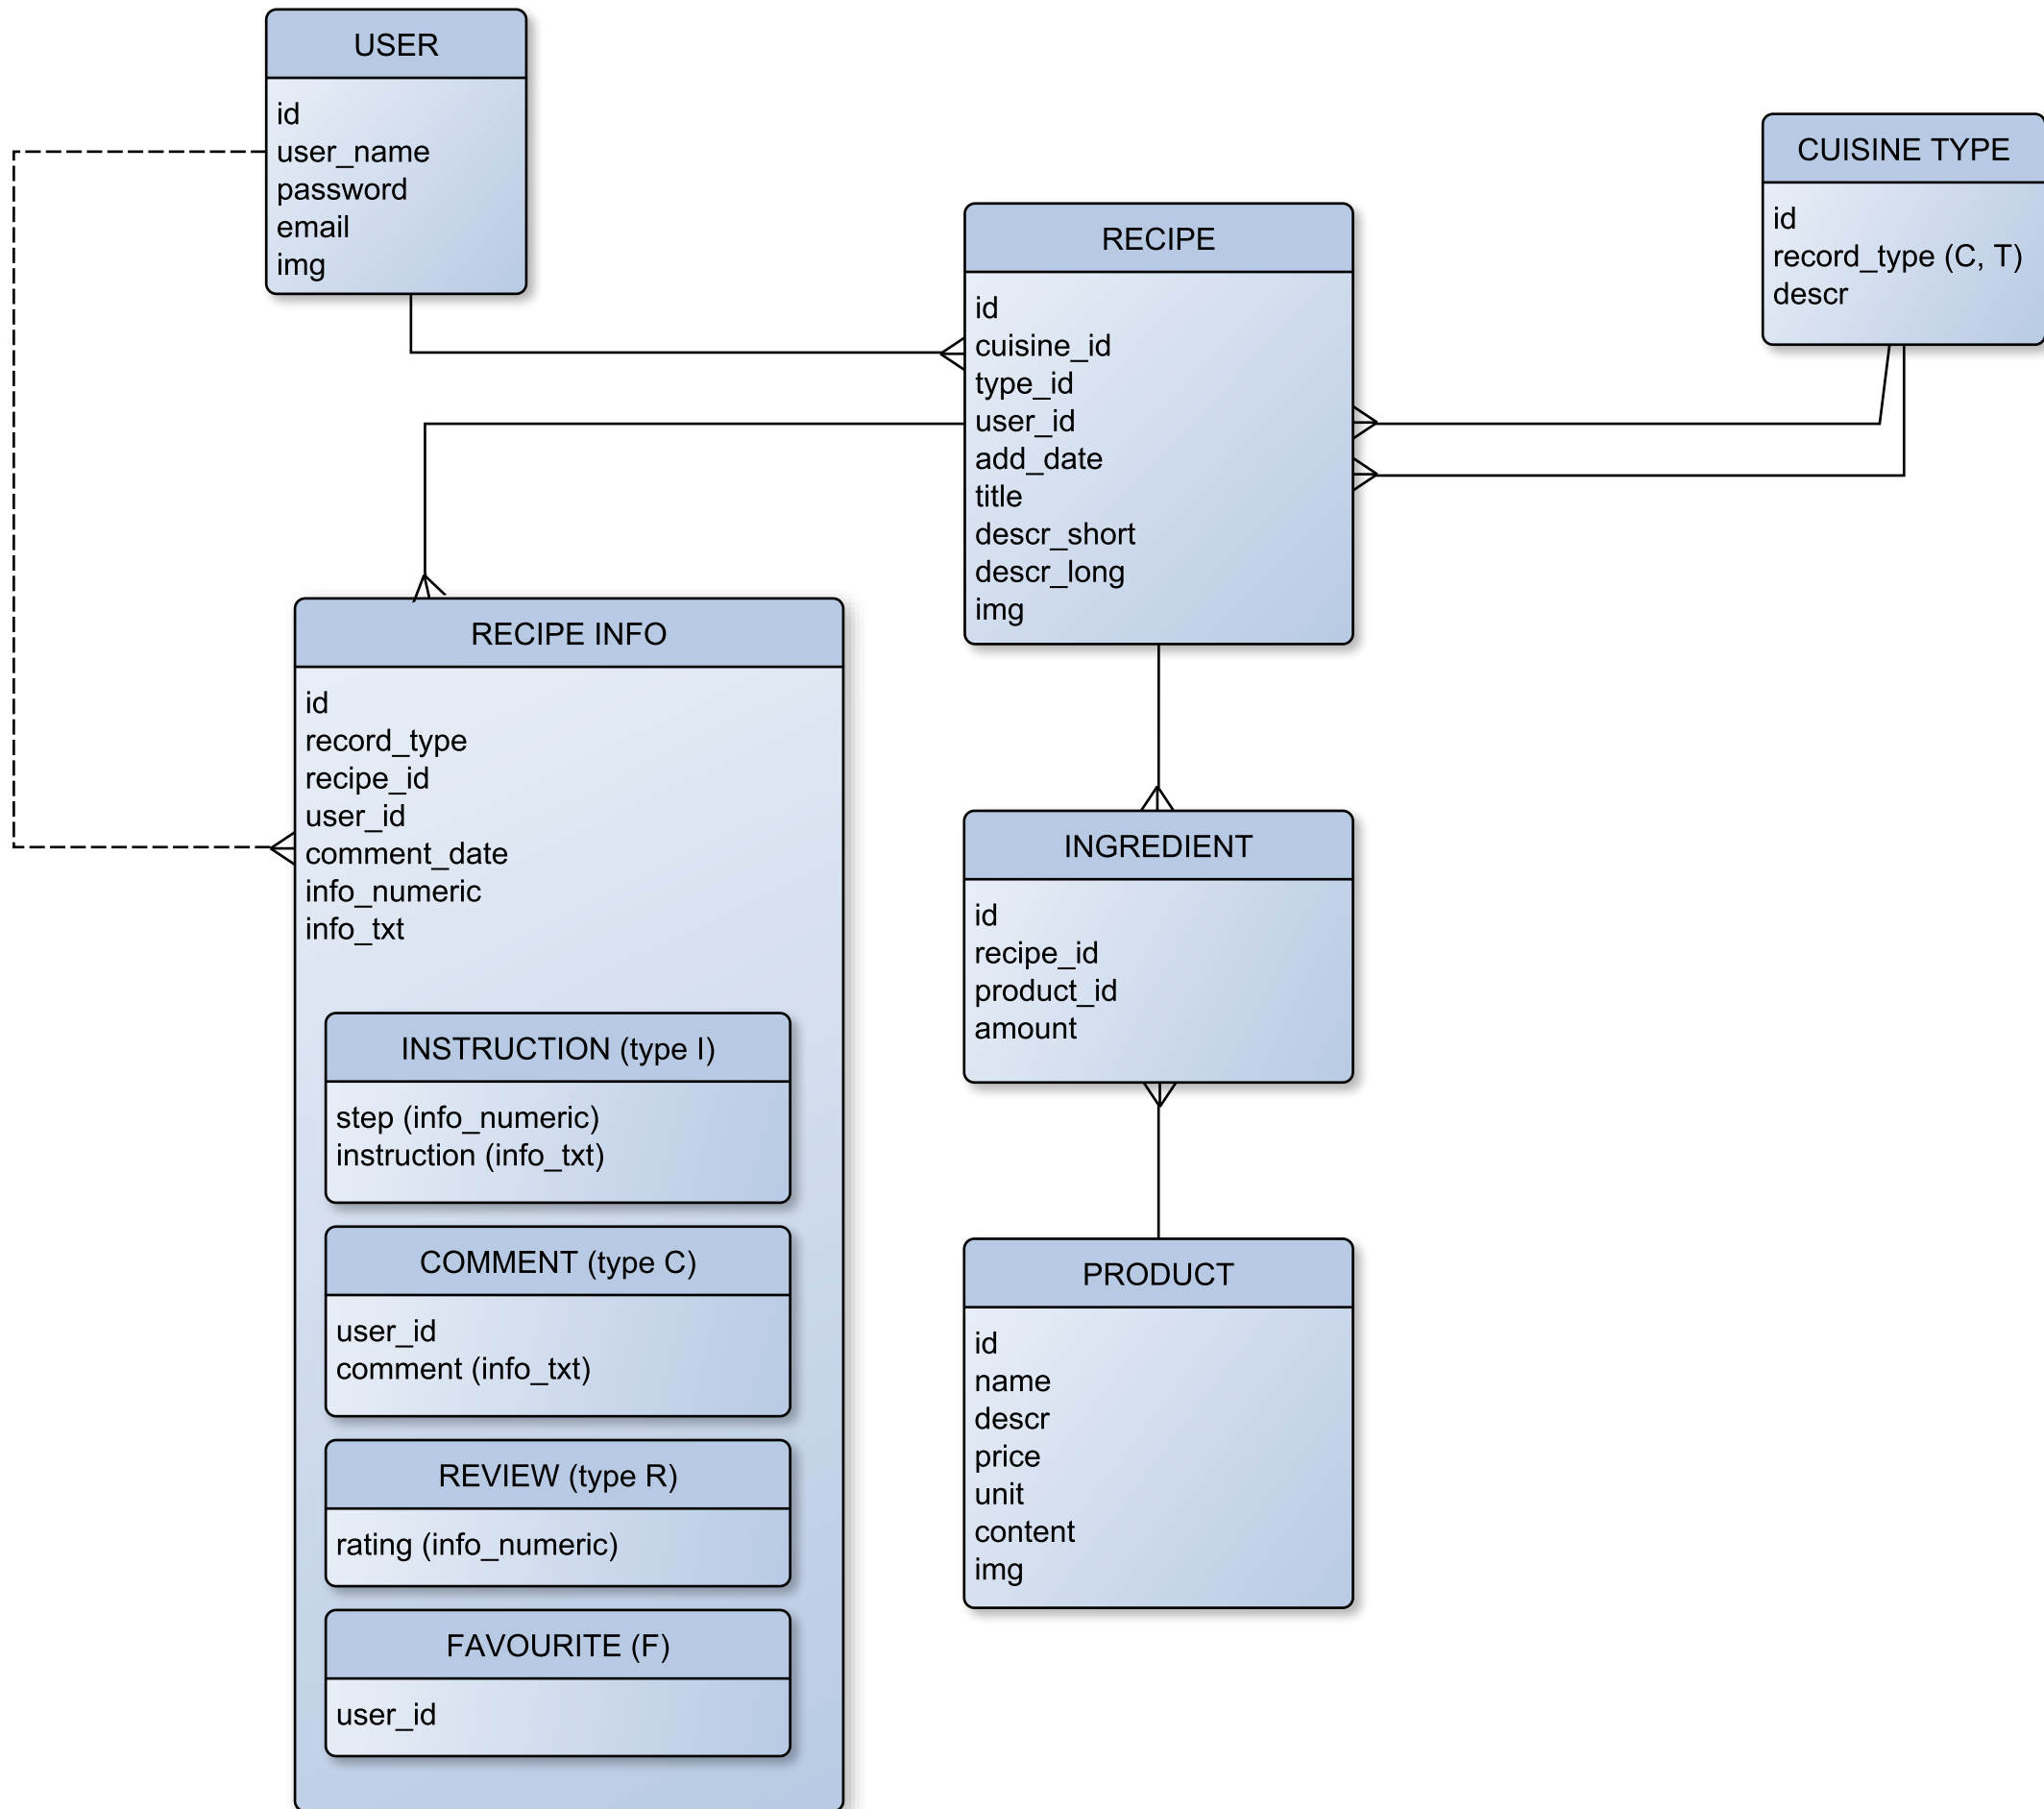 USER
id
user_name
password
email
img
CUISINE TYPE
id
record_type (C, T)
descr
RECIPE
id
cuisine_id
type_id
user_id
add_date
title
descr_short
descr_long
img
RECIPE INFO
id
record_type
recipe_id
user_id
comment_date
info_numeric
info_txt
INSTRUCTION (type I)
step (info_numeric)
instruction (info_txt)
COMMENT (type C)
user_id
comment (info_txt)
REVIEW (type R)
rating (info_numeric)
FAVOURITE (F)
user_id
INGREDIENT
id
recipe_id
product_id
amount
PRODUCT
id
name
descr
price
unit
content
img